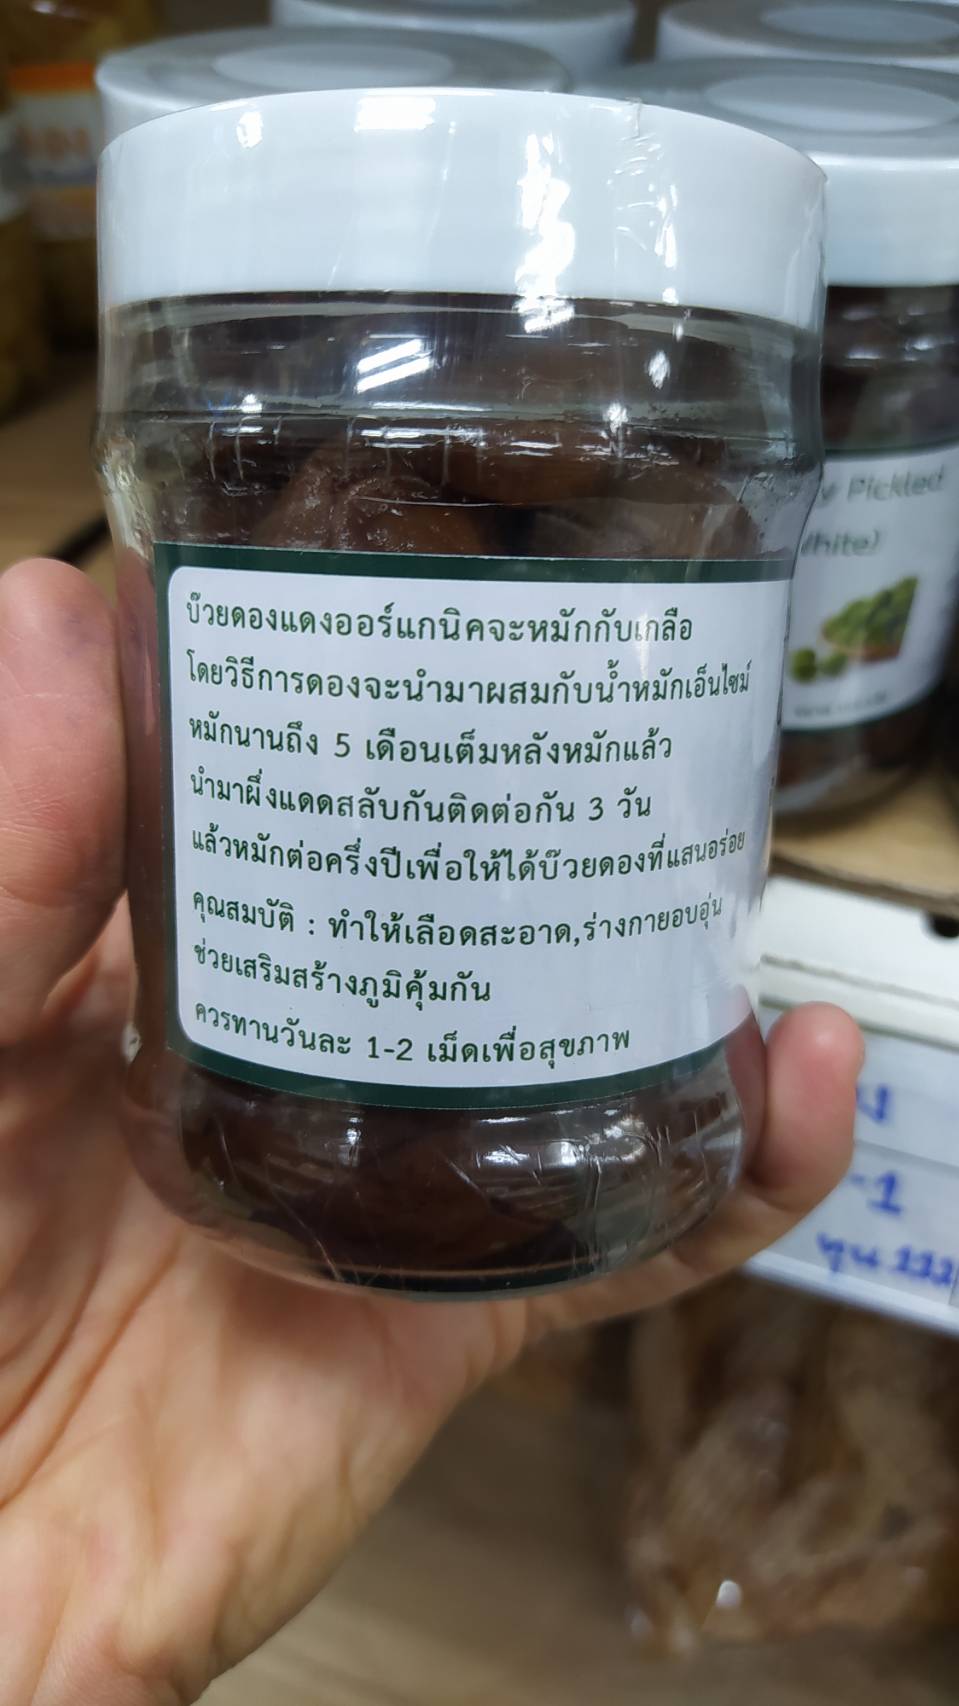 บ๊วยดองแดงออร์แกนิคจะหมักกับเกลือ
โดยวิธีการดองจะนำมาผสมกับน้ำหมักเอ็นไซม์
หมักนานถึง 5 เดือนเต็มหลังหมักแล้ว
นำมาผึ่งแดดสลับกันติดต่อกัน 3 วัน
แล้วหมักต่อครึ่งปีเพื่อให้ได้บ๊วยดองที่แสนอร่อย
คุณสมบัติ : ทำให้เลือดสะอาด,ร่างกายอบอุ่น
ช่วยเสริมสร้างภูมิคุ้มกัน
ควรทานวันละ 1-2 เม็ดเพื่อสุขภาพ
Pickled
-1